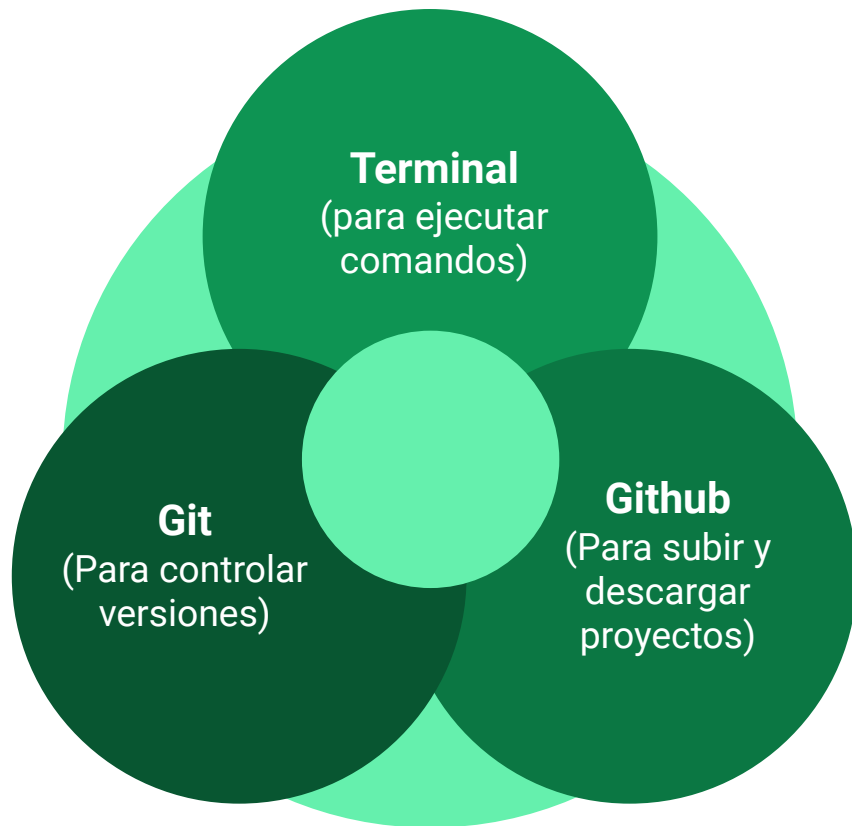 Terminal
(para ejecutar
comandos)
Git
(Para controlar
versiones)
Github
(Para subir y
descargar
proyectos)